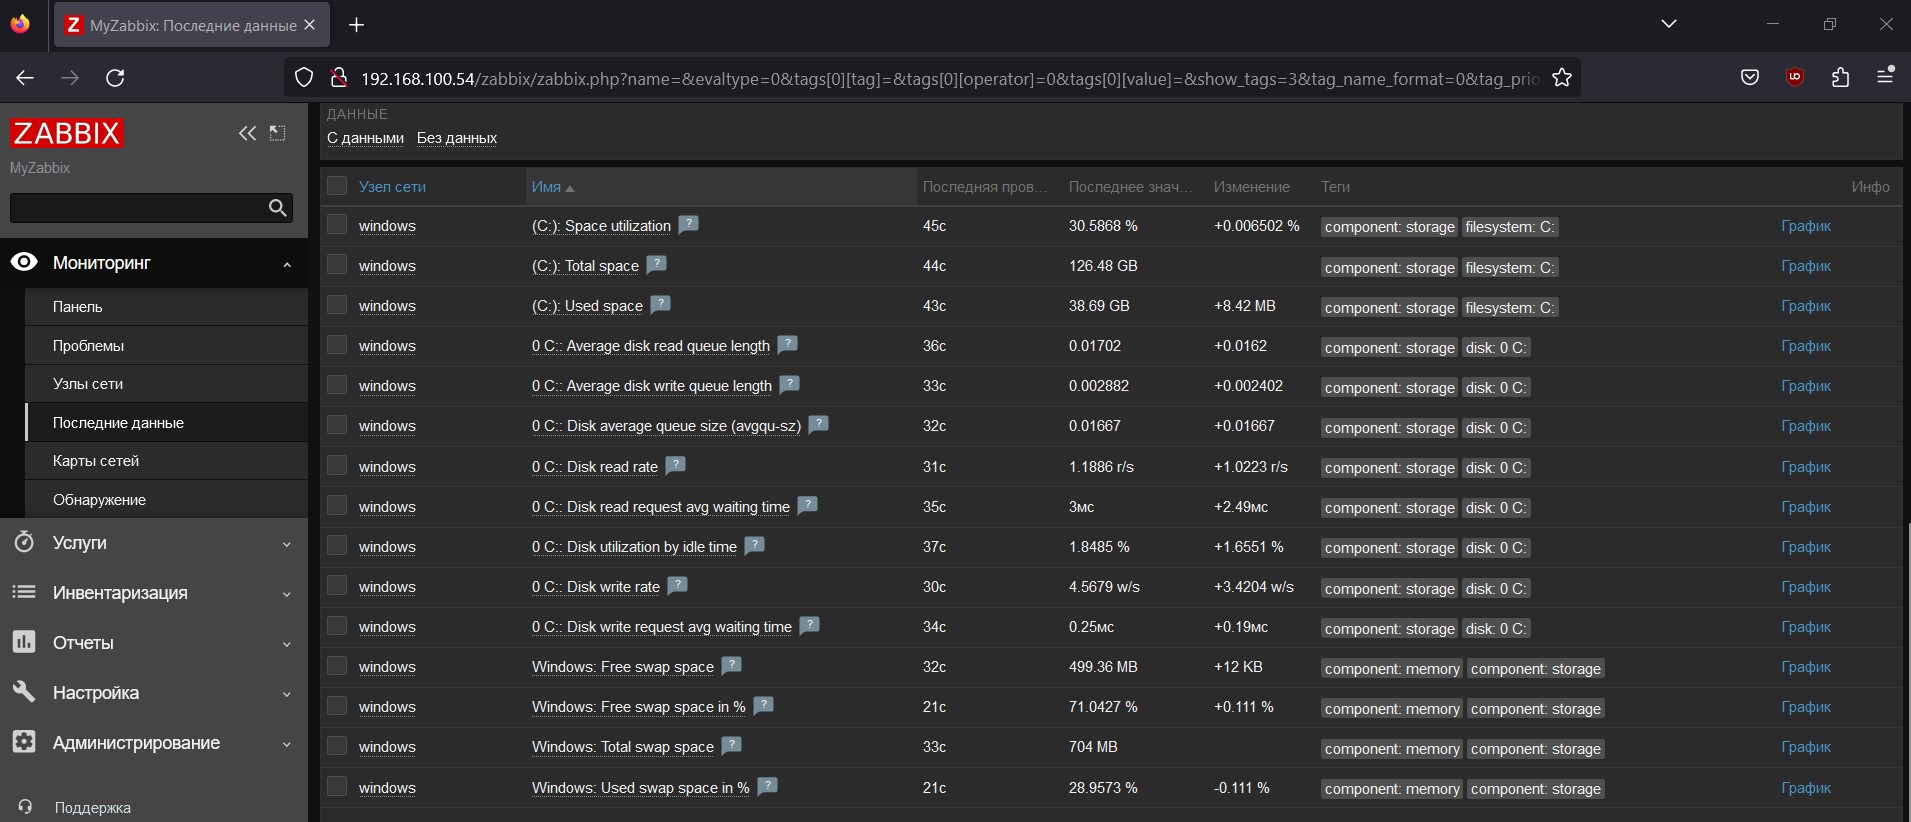 MyZabbix: Последние данные
192.168.100.54/zabbix/zabbix.php?name=&evaltype=0&tags[0][tag]=&tags[0][operator]=0&tags[0][value]=&show_tags=3&tag_name_format=0&tag_prio
ZABBIX
MyZabbix
Мониторинг
Панель
Проблемы
Узлы сети
Последние данные
Карты сетей
Обнаружение
Услуги
Инвентаризация
Отчеты
Настройка
Администрирование
Поддержка
ДАННЫЕ
С данными Без данных
Узел сети Имя Последняя пров... Последнее знач... Изменение Теги Инфо
windows (C:): Space utilization ? 45с 30.5868 % +0.006502 % component: storage filesystem: C: График
windows (C:): Total space ? 44с 126.48 GB component: storage filesystem: C: График
windows (C:): Used space ? 43с 38.69 GB +8.42 MB component: storage filesystem: C: График
windows 0 C:: Average disk read queue length ? 36с 0.01702 +0.0162 component: storage disk: 0 C: График
windows 0 C:: Average disk write queue length ? 33с 0.002882 +0.002402 component: storage disk: 0 C: График
windows 0 C:: Disk average queue size (avgqu-sz) ? 32с 0.01667 +0.01667 component: storage disk: 0 C: График
windows 0 C:: Disk read rate ? 31с 1.1886 r/s +1.0223 r/s component: storage disk: 0 C: График
windows 0 C:: Disk read request avg waiting time ? 35с 3мс +2.49мс component: storage disk: 0 C: График
windows 0 C:: Disk utilization by idle time ? 37с 1.8485 % +1.6551 % component: storage disk: 0 C: График
windows 0 C:: Disk write rate ? 30с 4.5679 w/s +3.4204 w/s component: storage disk: 0 C: График
windows 0 C:: Disk write request avg waiting time ? 34с 0.25мс +0.19мс component: storage disk: 0 C: График
windows Windows: Free swap space ? 32с 499.36 MB +12 KB component: memory component: storage График
windows Windows: Free swap space in % ? 21с 71.0427 % +0.111 % component: memory component: storage График
windows Windows: Total swap space ? 33с 704 MB component: memory component: storage График
windows Windows: Used swap space in % ? 21с 28.9573 % -0.111 % component: memory component: storage График